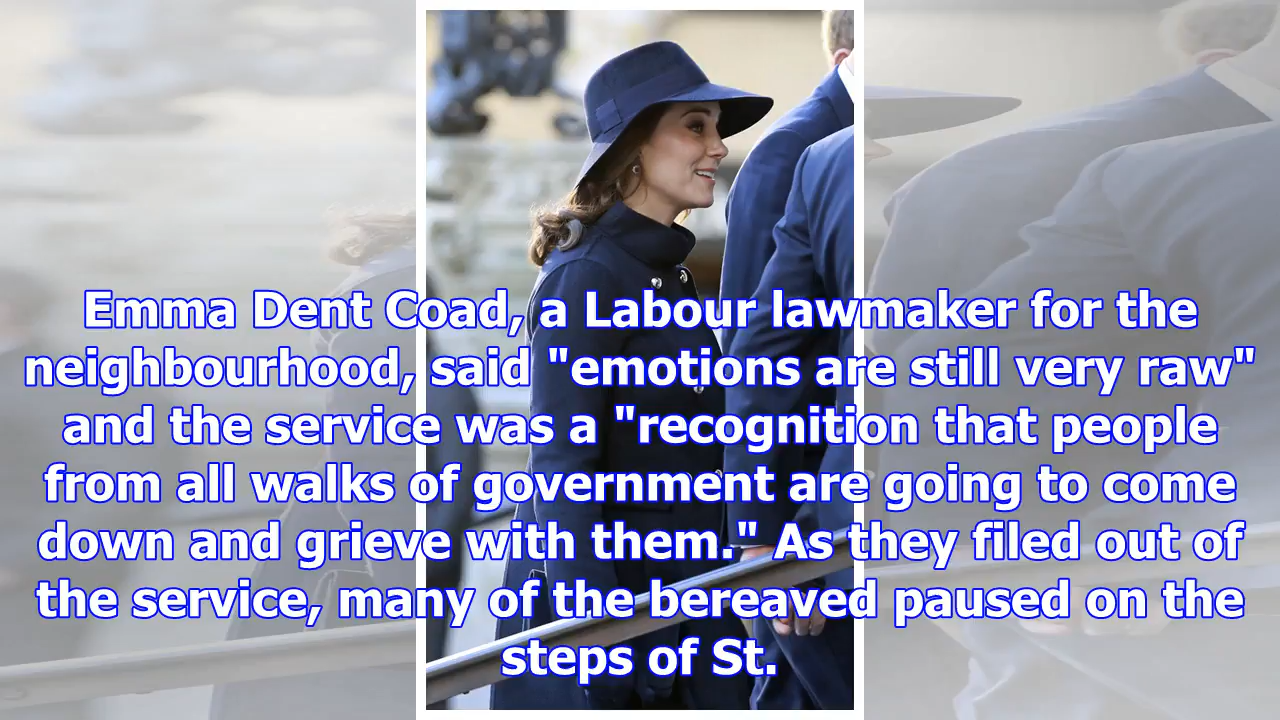 Emma Dent Coad, a Labour lawmaker for the
neighbourhood, said "emotions are still very raw"
and the service was a "recognition that people
from all walks of government are going to come
down and grieve with them." As they filed out of
the service, many of the bereaved paused on the
steps of St.